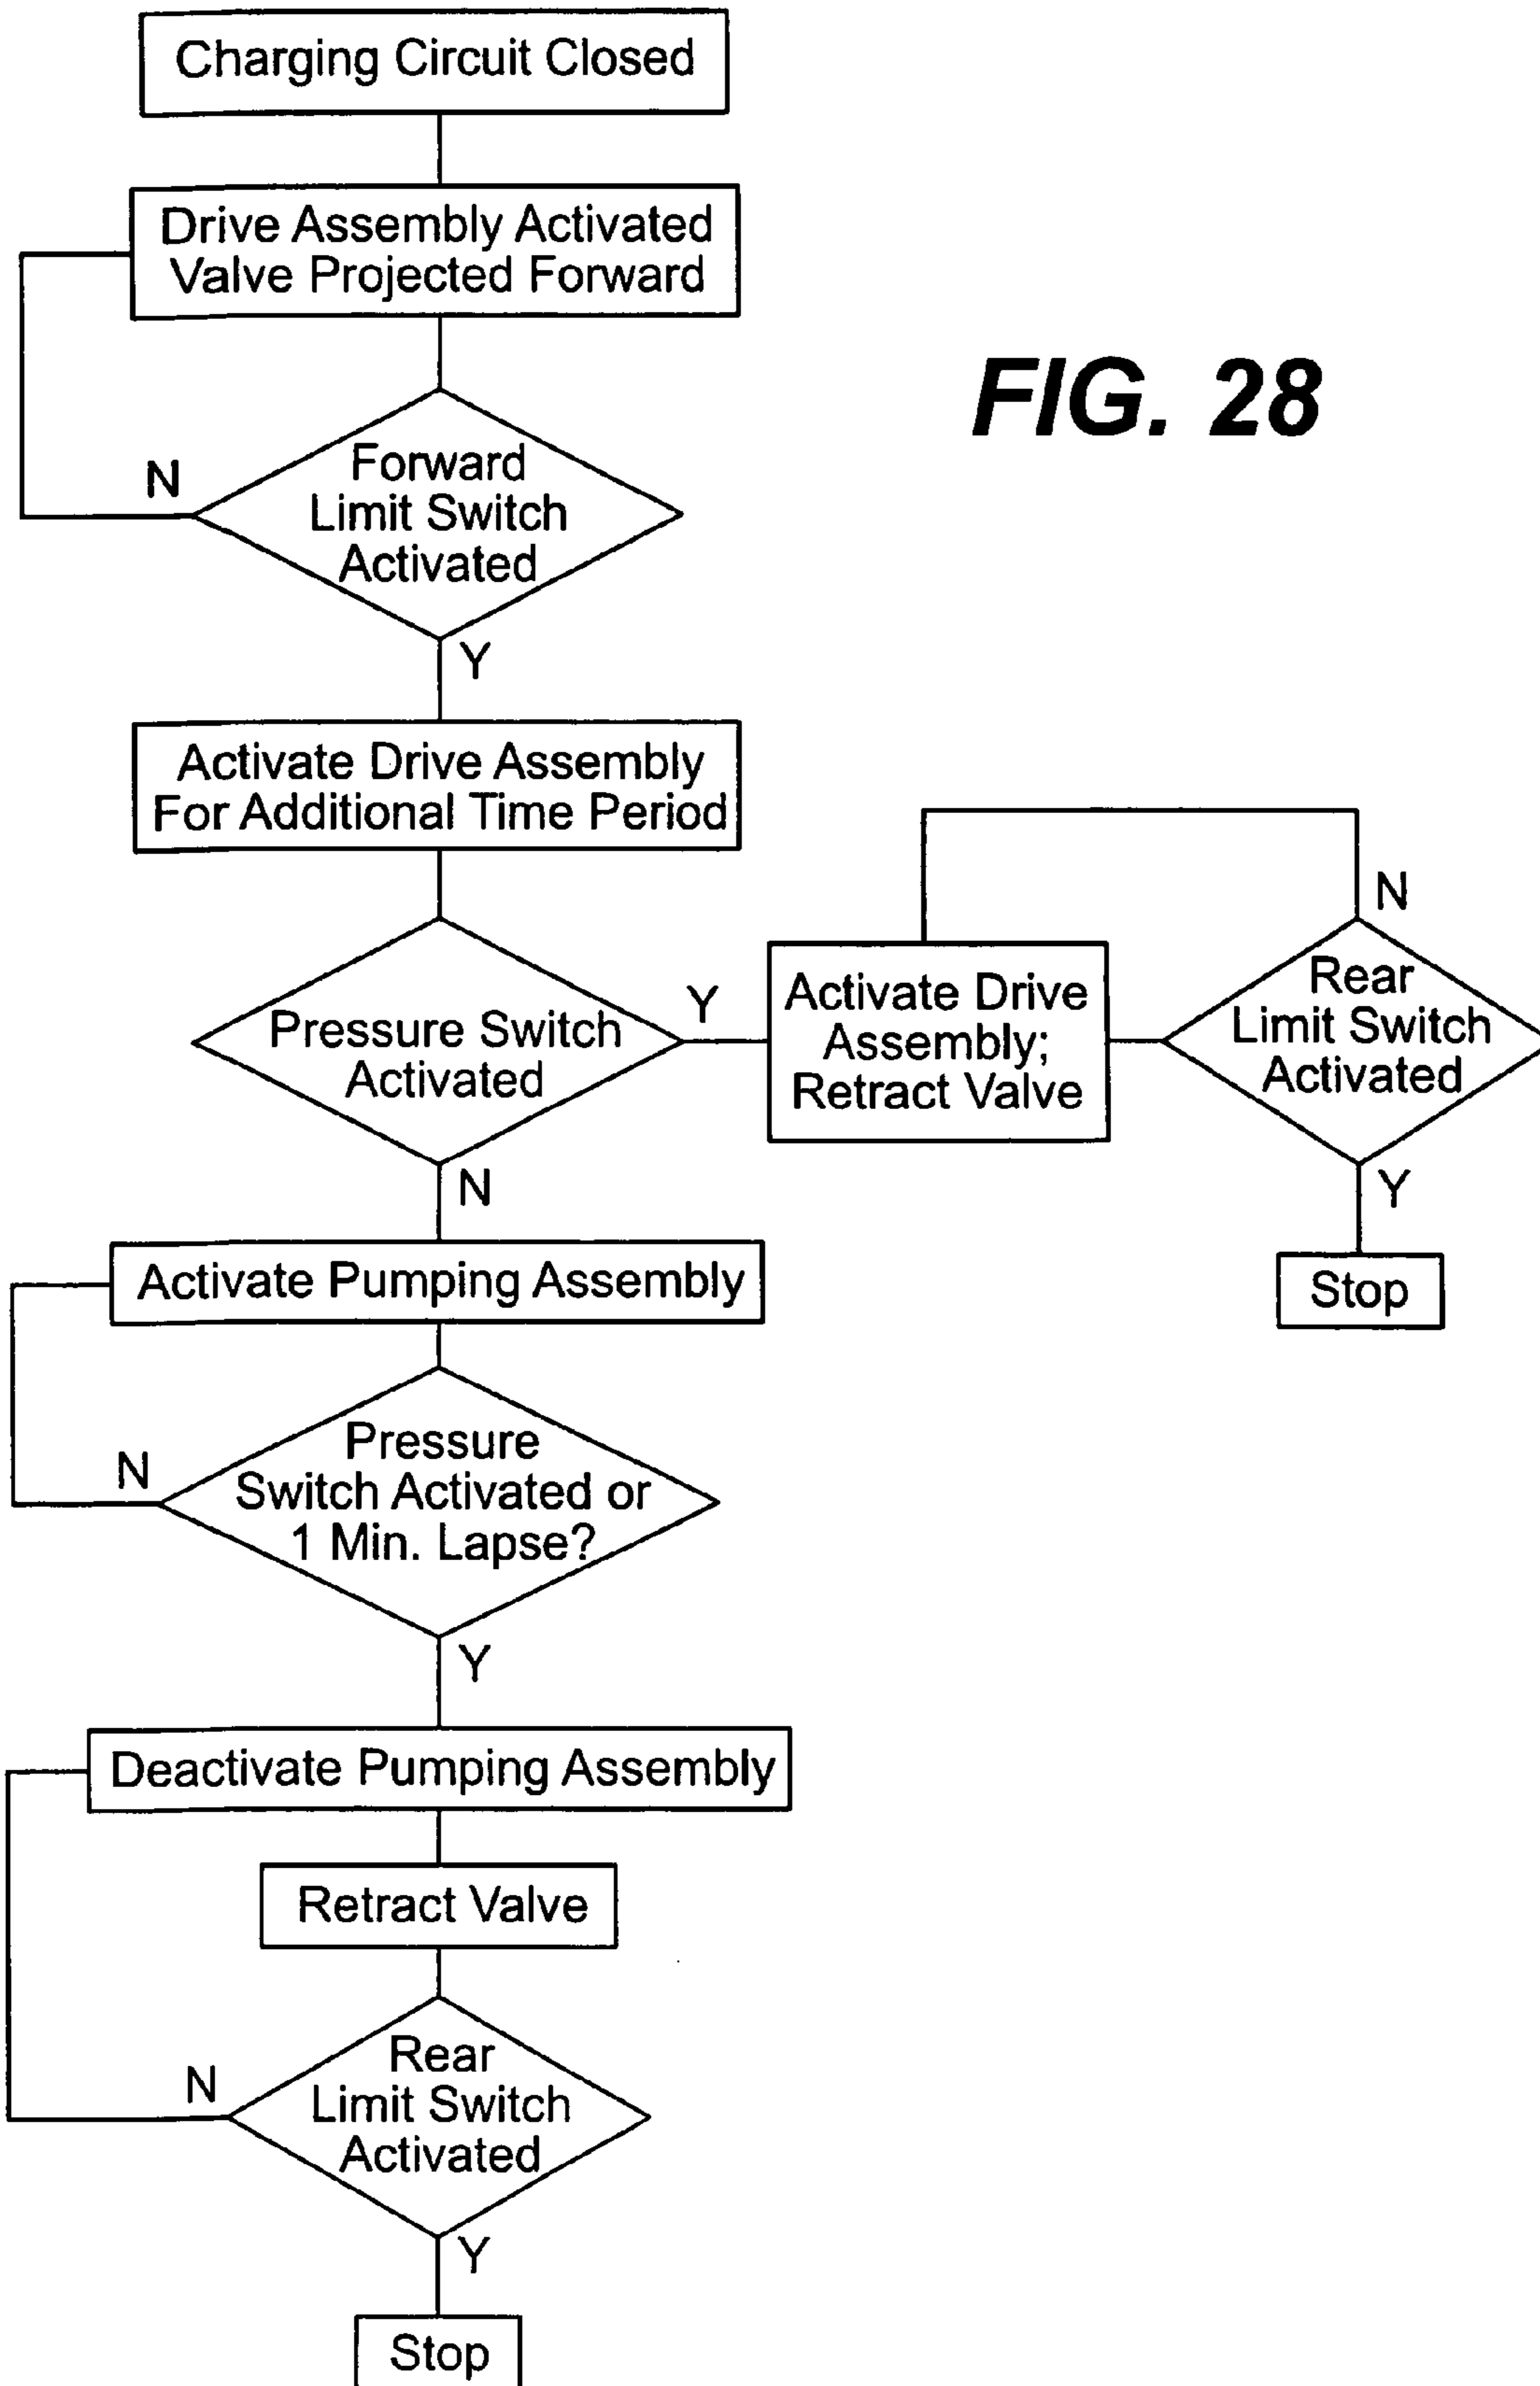 Charging Circuit Closed
Drive Assembly Activated
Valve Projected Forward
FIG. 28
N
Forward
Limit Switch
Activated
Y
Activate Drive Assembly
For Additional Time Period
Pressure Switch
Activated
Y
Activate Drive
Assembly;
Retract Valve
N
Rear
Limit Switch
Activated
Y
Stop
N
Activate Pumping Assembly
N
Pressure
Switch Activated or
1 Min. Lapse?
Y
Deactivate Pumping Assembly
Retract Valve
N
Rear
Limit Switch
Activated
Y
Stop